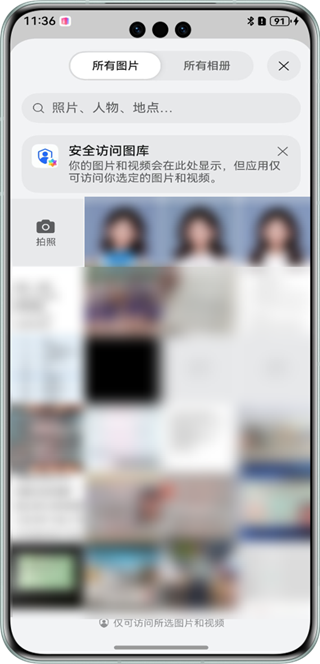 11:36
91
所有图片
所有相册
照片、人物、地点...
安全访问图库
你的图片和视频会在此处显示，但应用仅
可访问你选定的图片和视频。
拍照
仅可访问所选图片和视频